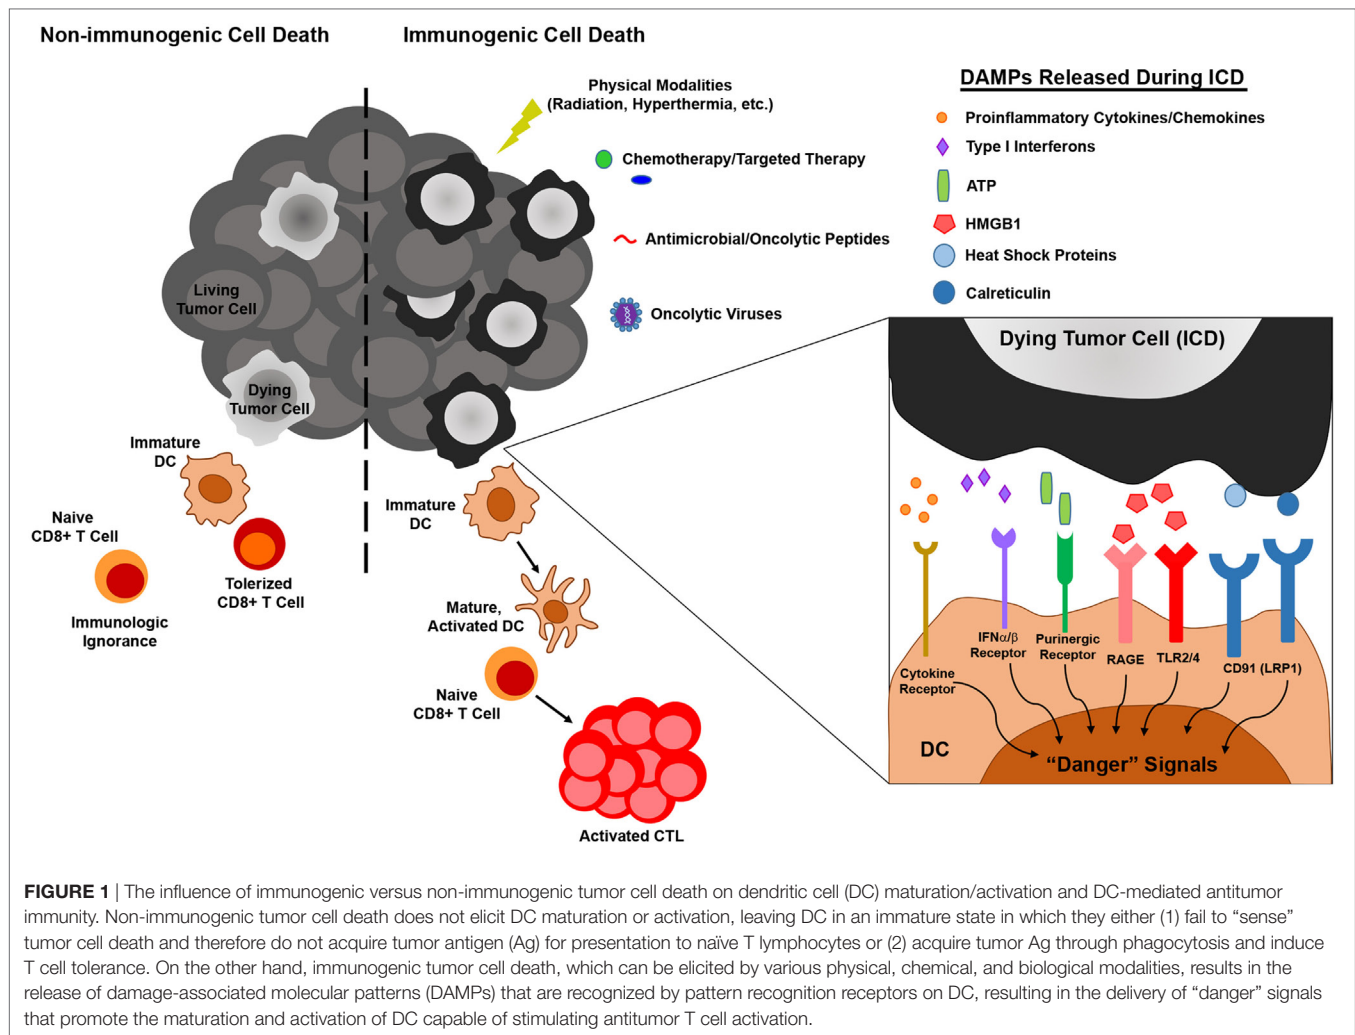 Non-immunogenic Cell Death
Immunogenic Cell Death
Physical Modalities
(Radiation, Hyperthermia, etc.)
Chemotherapy/Targeted Therapy
Antimicrobial/Oncolytic Peptides
Oncolytic Viruses
Living
Tumor Cell
Dying
Tumor Cell
Immature
DC
Naive
CD8+ T Cell
Immunologic
Ignorance
Tolerized
CD8+ T Cell
Immature
DC
Mature,
Activated DC
Naive
CD8+ T Cell
Activated CTL
DAMPs Released During ICD
Proinflammatory Cytokines/Chemokines
Type I Interferons
ATP
HMGB1
Heat Shock Proteins
Calreticulin
Dying Tumor Cell (ICD)
Cytokine
Receptor
IFNα/β
Receptor
Purinergic
Receptor
RAGE
TLR2/4
CD91 (LRP1)
DC
“Danger” Signals
FIGURE 1 | The influence of immunogenic versus non-immunogenic tumor cell death on dendritic cell (DC) maturation/activation and DC-mediated antitumor
immunity. Non-immunogenic tumor cell death does not elicit DC maturation or activation, leaving DC in an immature state in which they either (1) fail to “sense”
tumor cell death and therefore do not acquire tumor antigen (Ag) for presentation to naïve T lymphocytes or (2) acquire tumor Ag through phagocytosis and induce
T cell tolerance. On the other hand, immunogenic tumor cell death, which can be elicited by various physical, chemical, and biological modalities, results in the
release of damage-associated molecular patterns (DAMPs) that are recognized by pattern recognition receptors on DC, resulting in the delivery of “danger” signals
that promote the maturation and activation of DC capable of stimulating antitumor T cell activation.